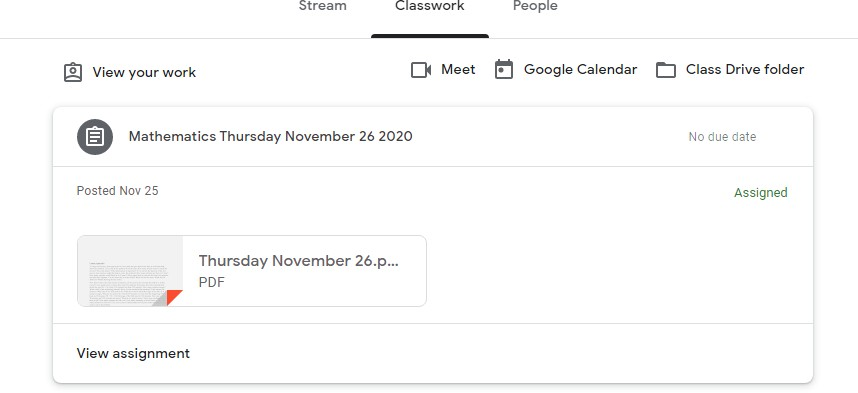 Stream Classwork People
View your work Meet Google Calendar Class Drive folder
Mathematics Thursday November 26 2020 No due date
Posted Nov 25 Assigned
Thursday November 26.p...
PDF
View assignment